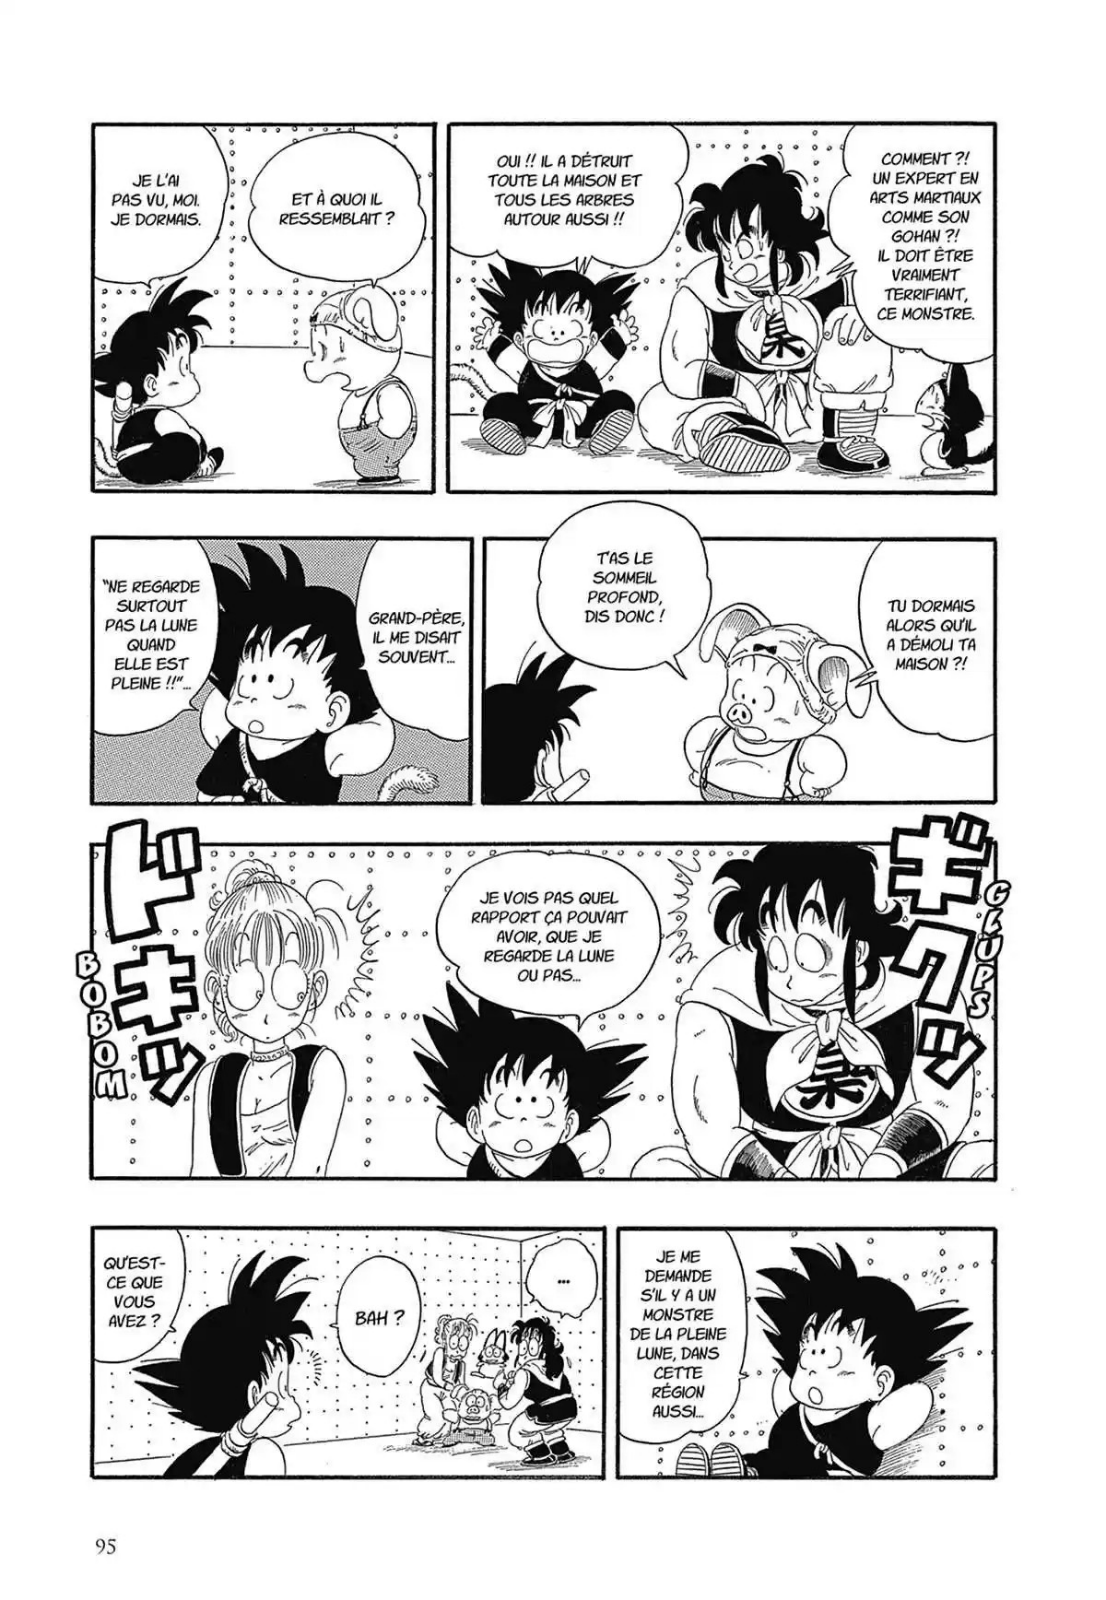 COMMENT ?!
UN EXPERT EN
ARTS MARTIAUX
COMME SON
GOHAN ?!
IL DOIT ÊTRE
VRAIMENT
TERRIFIANT,
CE MONSTRE.
OUI !! IL A DÉTRUIT
TOUTE LA MAISON ET
TOUS LES ARBRES
AUTOUR AUSSI !!
ET À QUOI IL
RESSEMBLAIT ?
JE L'AI
PAS VU, MOI.
JE DORMAIS.
TU DORMAIS
ALORS QU'IL
A DÉMOLI TA
MAISON ?!
T'AS LE
SOMMEIL
PROFOND,
DIS DONC !
GRAND-PÈRE,
IL ME DISAIT
SOUVENT...
"NE REGARDE
SURTOUT
PAS LA LUNE
QUAND
ELLE EST
PLEINE !!"...
ギクッ
GLUPS
JE VOIS PAS QUEL
RAPPORT ÇA POUVAIT
AVOIR, QUE JE
REGARDE LA LUNE
OU PAS...
ドキッ
BOBOM
JE ME
DEMANDE
S'IL Y A UN
MONSTRE
DE LA PLEINE
LUNE, DANS
CETTE
RÉGION
AUSSI...
...
BAH ?
QU'EST-
CE QUE
VOUS
AVEZ ?
95